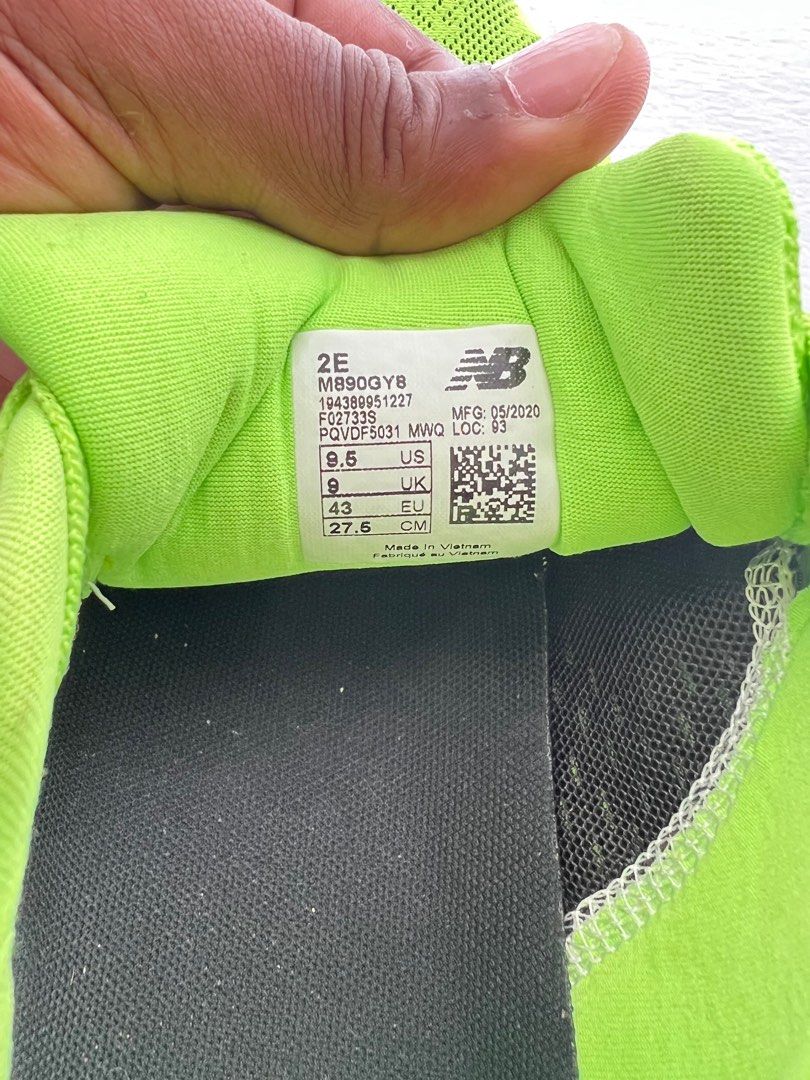 2E
NB
M890GY8
194389951227
F02733S
MFG: 05/2020
PQVDF5031 MWQ LOC: 93
9.5 US
9 UK
43 EU
27.5 CM
Made in Vietnam
Fabriqué au Vietnam